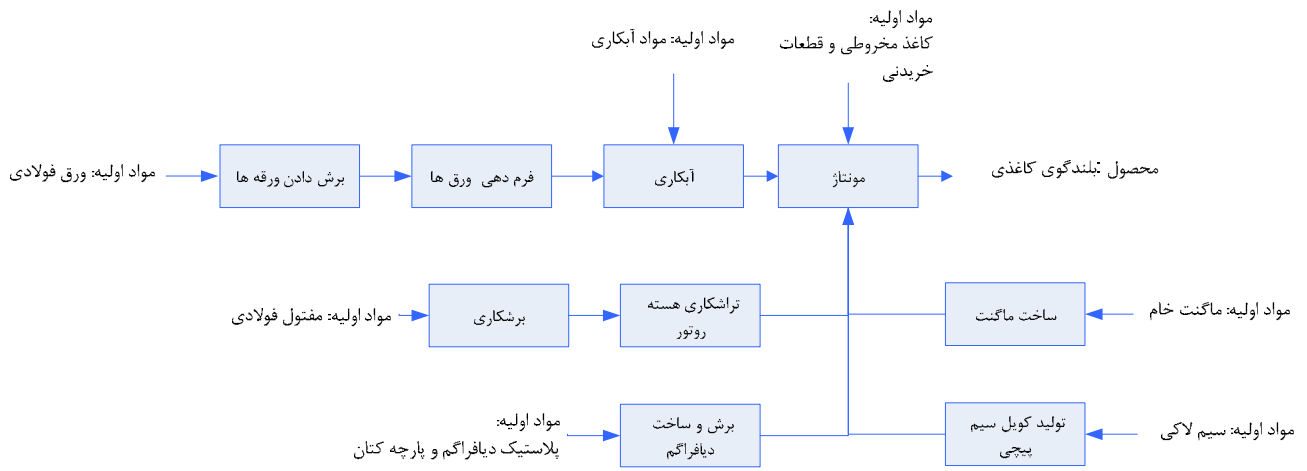 مواد اولیه:
کاغذ مخروطی و قطعات
خریدنی
مواد اولیه: مواد آبکاری
مواد اولیه: ورق فولادی
برش دادن ورقه ها
فرم دهی ورق ها
آبکاری
مونتاژ
محصول :بلندگوی کاغذی
مواد اولیه: مفتول فولادی
برشکاری
تراشکاری هسته
روتور
ساخت ماگنت
مواد اولیه: ماگنت خام
مواد اولیه:
پلاستیک دیافراگم و پارچه کتان
برش و ساخت
دیافراگم
تولید کویل سیم
پیچی
مواد اولیه: سیم لاکی